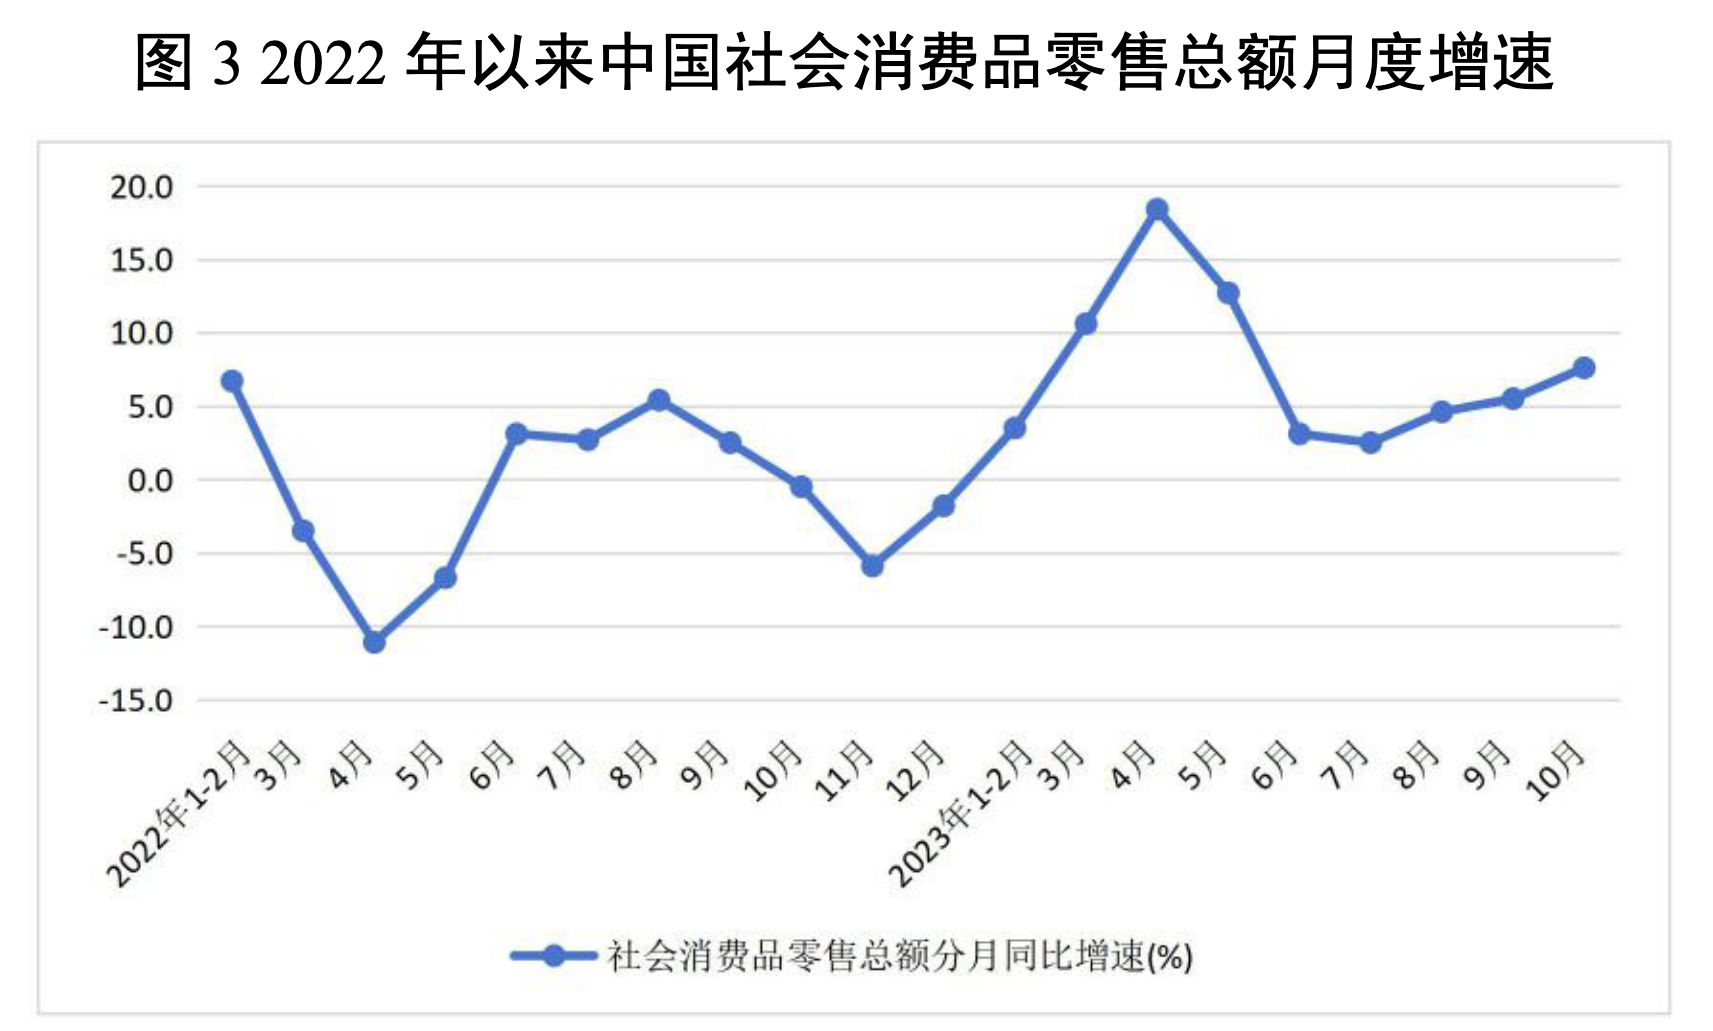 图 3 2022 年以来中国社会消费品零售总额月度增速
20.0
15.0
10.0
5.0
0.0
-5.0
-10.0
-15.0
2022年1-2月
3月
4月
5月
6月
7月
8月
9月
10月
11月
12月
2023年1-2月
3月
4月
5月
6月
7月
8月
9月
10月
社会消费品零售总额分月同比增速(%)